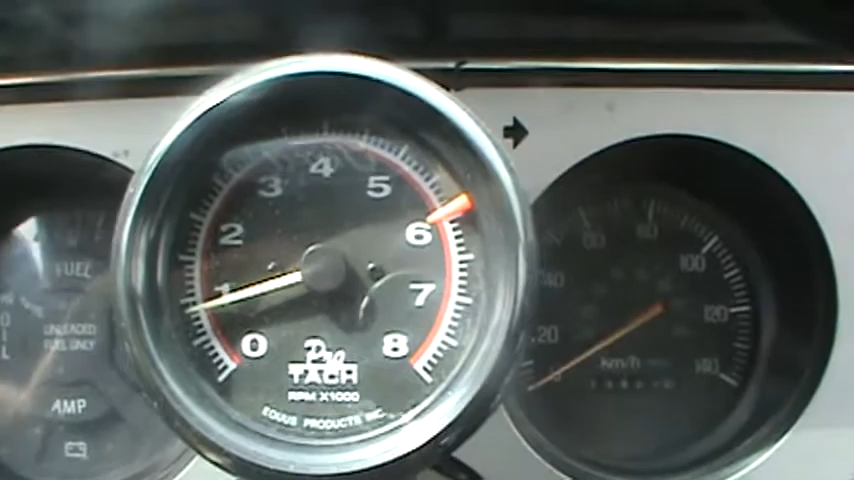 FUEL
UNLEADED
FUEL ONLY
AMP
0
1
2
3
4
5
6
7
8
Pro
TACH
RPM X1000
EQUUS PRODUCTS INC.
0
20
40
60
80
100
120
140
km/h